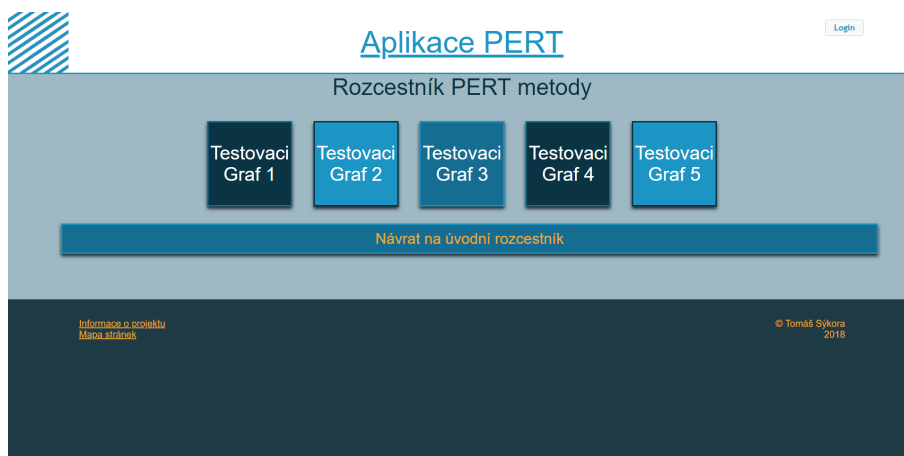 Login
Aplikace PERT
Rozcestník PERT metody
Testovaci
Graf 1
Testovaci
Graf 2
Testovaci
Graf 3
Testovaci
Graf 4
Testovaci
Graf 5
Návrat na úvodní rozcestník
Informace o projektu
Mapa stránek
© Tomáš Sýkora
2018